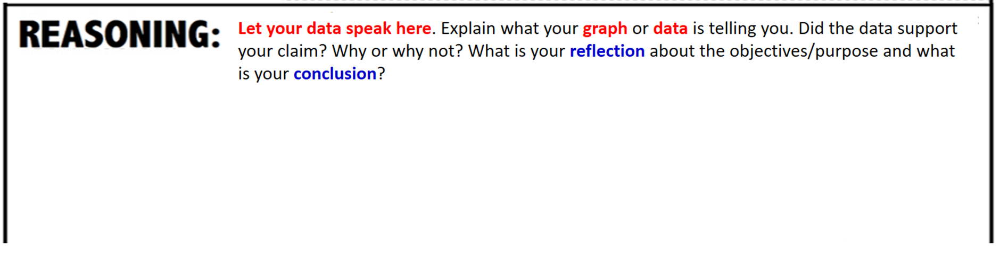 REASONING: Let your data speak here. Explain what your graph or data is telling you. Did the data support
your claim? Why or why not? What is your reflection about the objectives/purpose and what
is your conclusion?